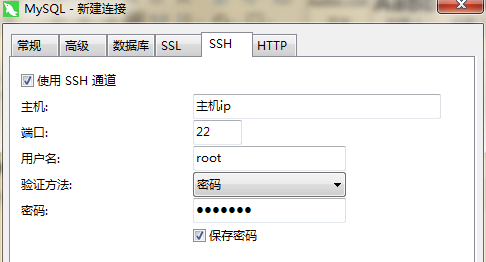 MySQL - 新建连接
常规 高级 数据库 SSL SSH HTTP
使用 SSH 通道
主机: 主机ip
端口: 22
用户名: root
验证方法: 密码
密码: ●●●●●●●
保存密码